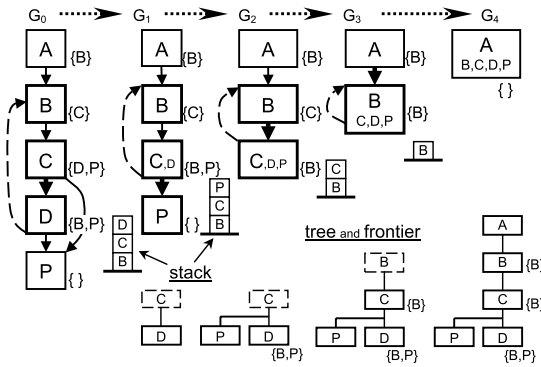 G0 G1 G2 G3 G4
A {B}
B {C}
C {D,P}
D {B,P}
P { }
D
C
B
A {B}
B {C}
C,D {B,P}
P { }
P
C
B
stack
A {B}
B {C}
C,D,P {B}
C
B
A {B}
B
C,D,P {B}
B
A
B,C,D,P
{ }
tree and frontier
C
D
C
P D
{B,P}
B
C {B}
P D
{B,P}
A
B {B}
C {B}
P D
{B,P}